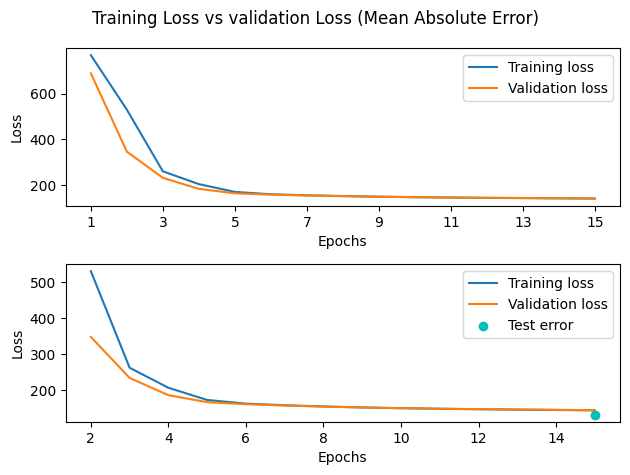 Training Loss vs validation Loss (Mean Absolute Error)
600
400
200
Loss
Training loss
Validation loss
1 3 5 7 9 11 13 15
Epochs
500
400
300
200
Loss
Training loss
Validation loss
Test error
2 4 6 8 10 12 14
Epochs